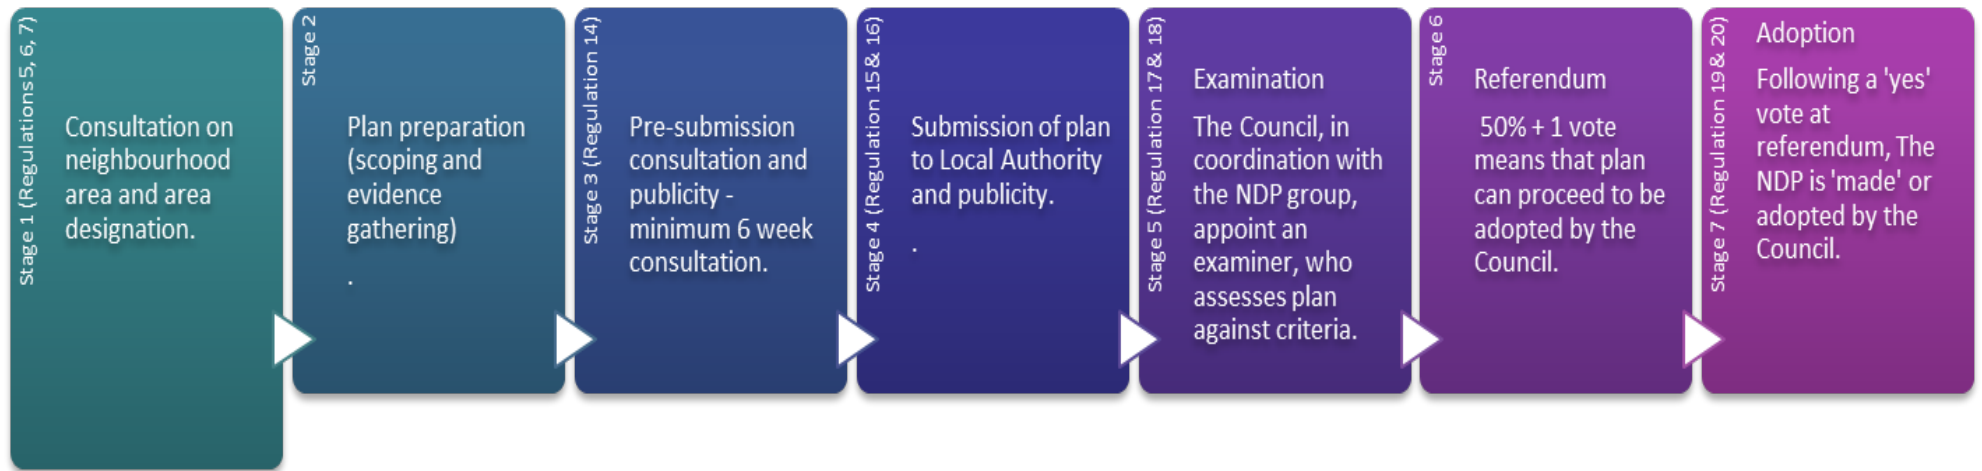 Stage 1 (Regulations 5, 6, 7)
Consultation on
neighbourhood
area and area
designation.
Stage 2
Plan preparation
(scoping and
evidence
gathering)
.
Stage 3 (Regulation 14)
Pre-submission
consultation and
publicity -
minimum 6 week
consultation.
Stage 4 (Regulation 15 & 16)
Submission of plan
to Local Authority
and publicity.
.
Stage 5 (Regulation 17 & 18)
Examination
The Council, in
coordination with
the NDP group,
appoint an
examiner, who
assesses plan
against criteria.
Stage 6
Referendum
50% + 1 vote
means that plan
can proceed to be
adopted by the
Council.
Stage 7 (Regulation 19 & 20)
Adoption
Following a 'yes'
vote at
referendum, The
NDP is 'made' or
adopted by the
Council.